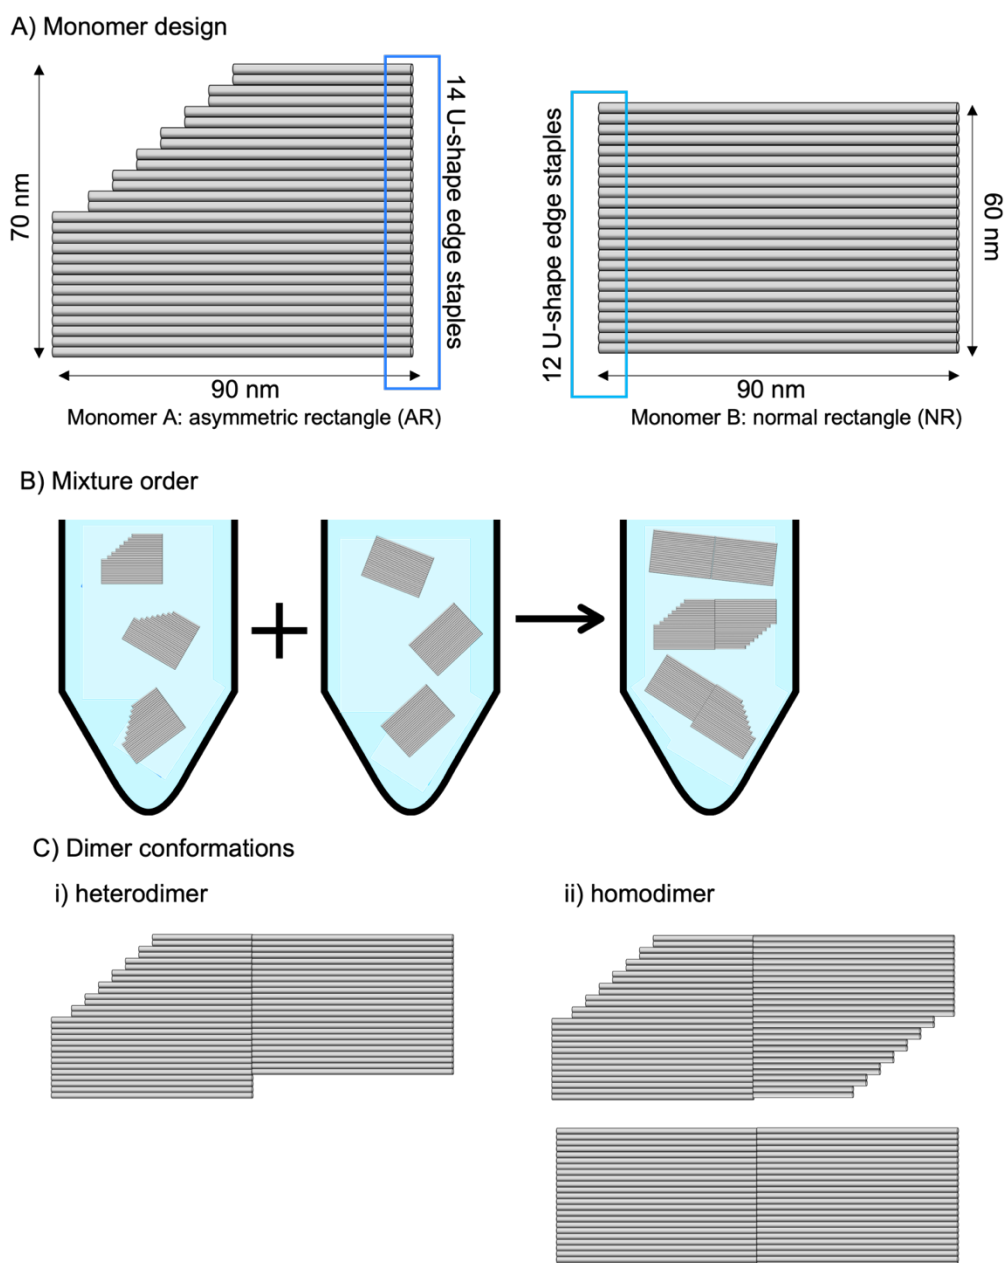 A) Monomer design
70 nm
14 U-shape edge staples
90 nm
Monomer A: asymmetric rectangle (AR)
12 U-shape edge staples
60 nm
90 nm
Monomer B: normal rectangle (NR)
B) Mixture order
C) Dimer conformations
i) heterodimer
ii) homodimer